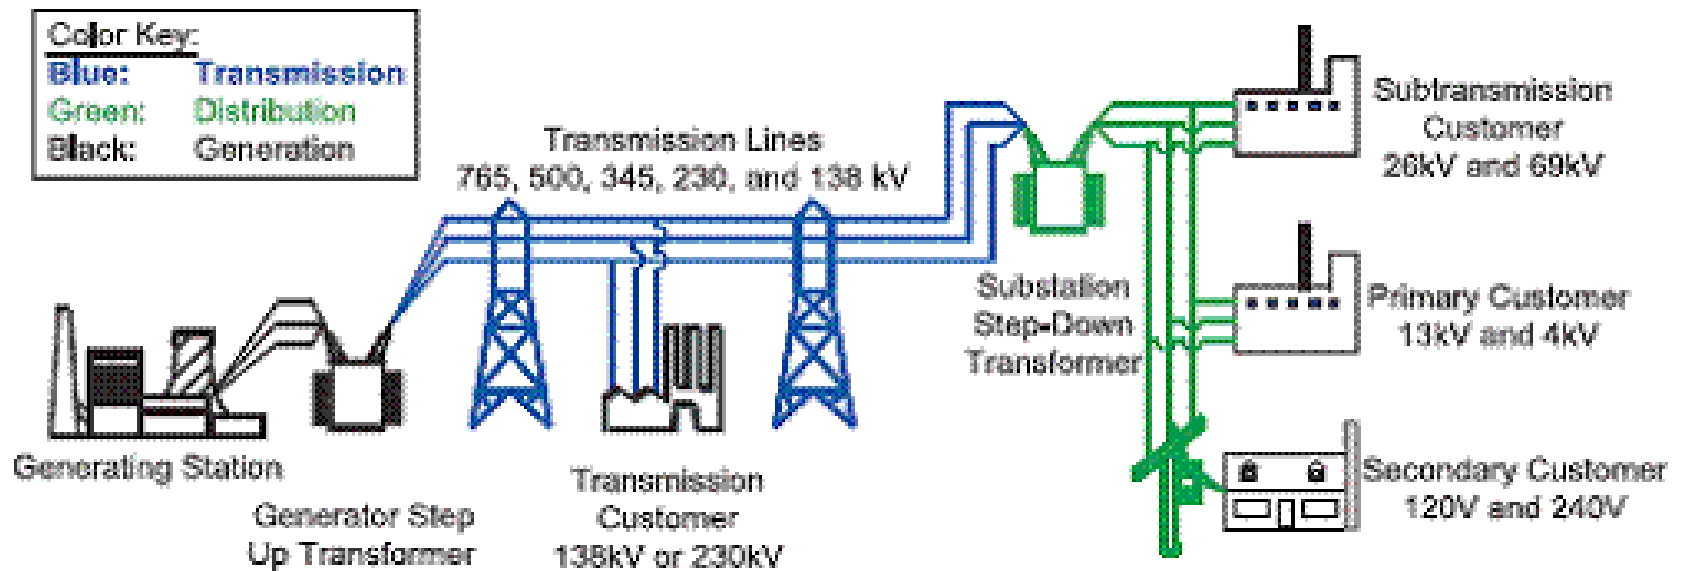 Color Key:
Blue: Transmission
Green: Distribution
Black: Generation
Transmission Lines
765, 500, 345, 230, and 138 kV
Subtransmission
Customer
26kV and 69kV
Substation
Step-Down
Transformer
Primary Customer
13kV and 4kV
Generating Station
Generator Step
Up Transformer
Transmission
Customer
138kV or 230kV
Secondary Customer
120V and 240V